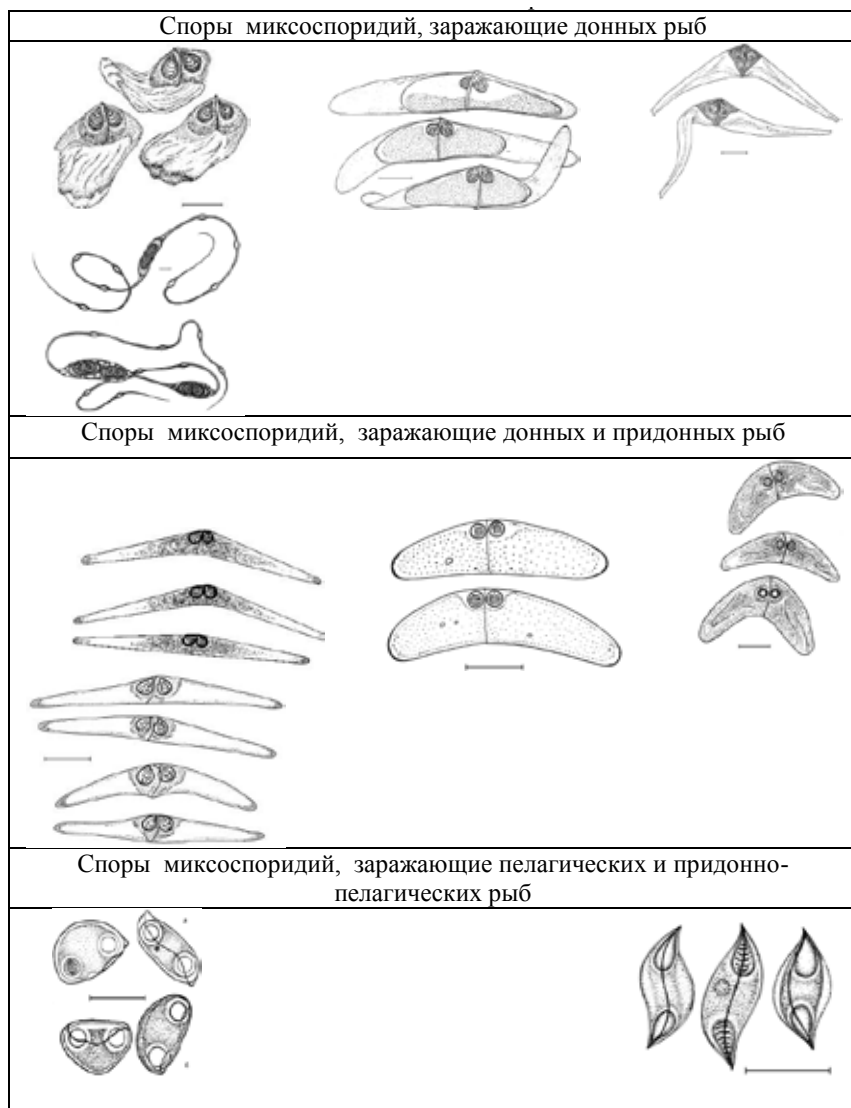 Споры миксоспоридий, заражающие донных рыб
Споры миксоспоридий, заражающие донных и придонных рыб
Споры миксоспоридий, заражающие пелагических и придонно-
пелагических рыб